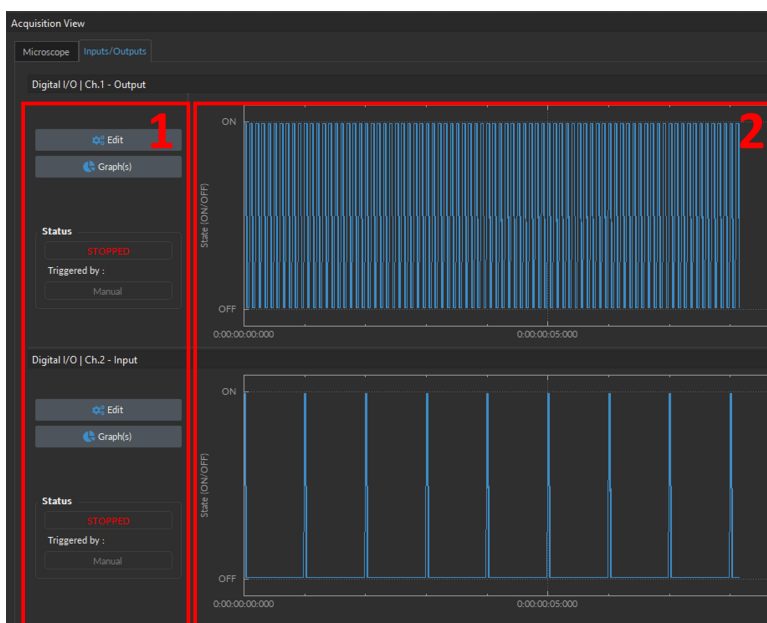 Acquisition View
Microscope
Inputs/Outputs
Digital I/O | Ch.1 - Output
1
2
Edit
Graph(s)
Status
STOPPED
Triggered by :
Manual
ON
State (ON/OFF)
OFF
0:00:00:00:000
0:00:00:05:000
Digital I/O | Ch.2 - Input
Edit
Graph(s)
Status
STOPPED
Triggered by :
Manual
ON
State (ON/OFF)
OFF
0:00:00:00:000
0:00:00:05:000